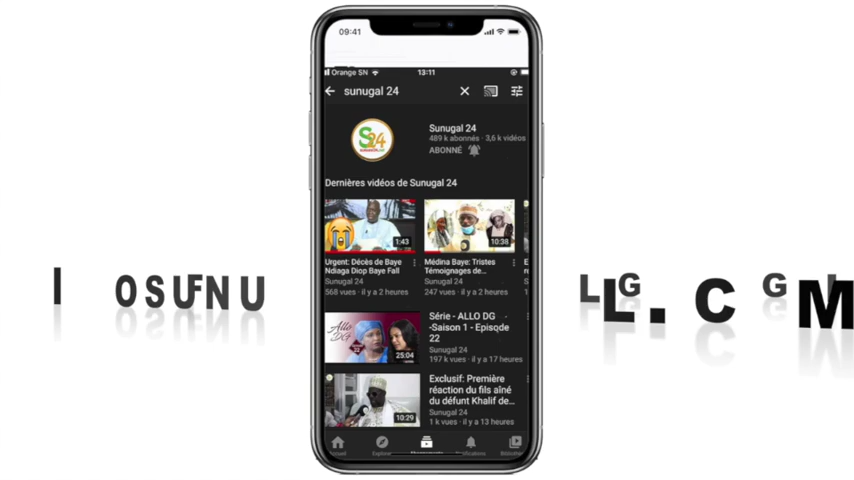 09:41
Orange SN
13:11
sunugal 24
S24
Sunugal 24
489 k abonnés · 3,6 k vidéos
ABONNÉ
Dernières vidéos de Sunugal 24
1:43
10:38
Urgent: Décès de Baye
Ndiaga Diop Baye Fall
Sunugal 24
568 vues · il y a 2 heures
Médina Baye: Tristes
Témoignages de...
Sunugal 24
247 vues · il y a 2 heures
Allo
DG
25:04
Série - ALLO DG -
-Saison 1 - Episode
22
Sunugal 24
197 k vues · il y a 17 heures
10:29
Exclusif: Première
réaction du fils aîné
du défunt Khalif de...
Sunugal 24
1 k vues · il y a 13 heures